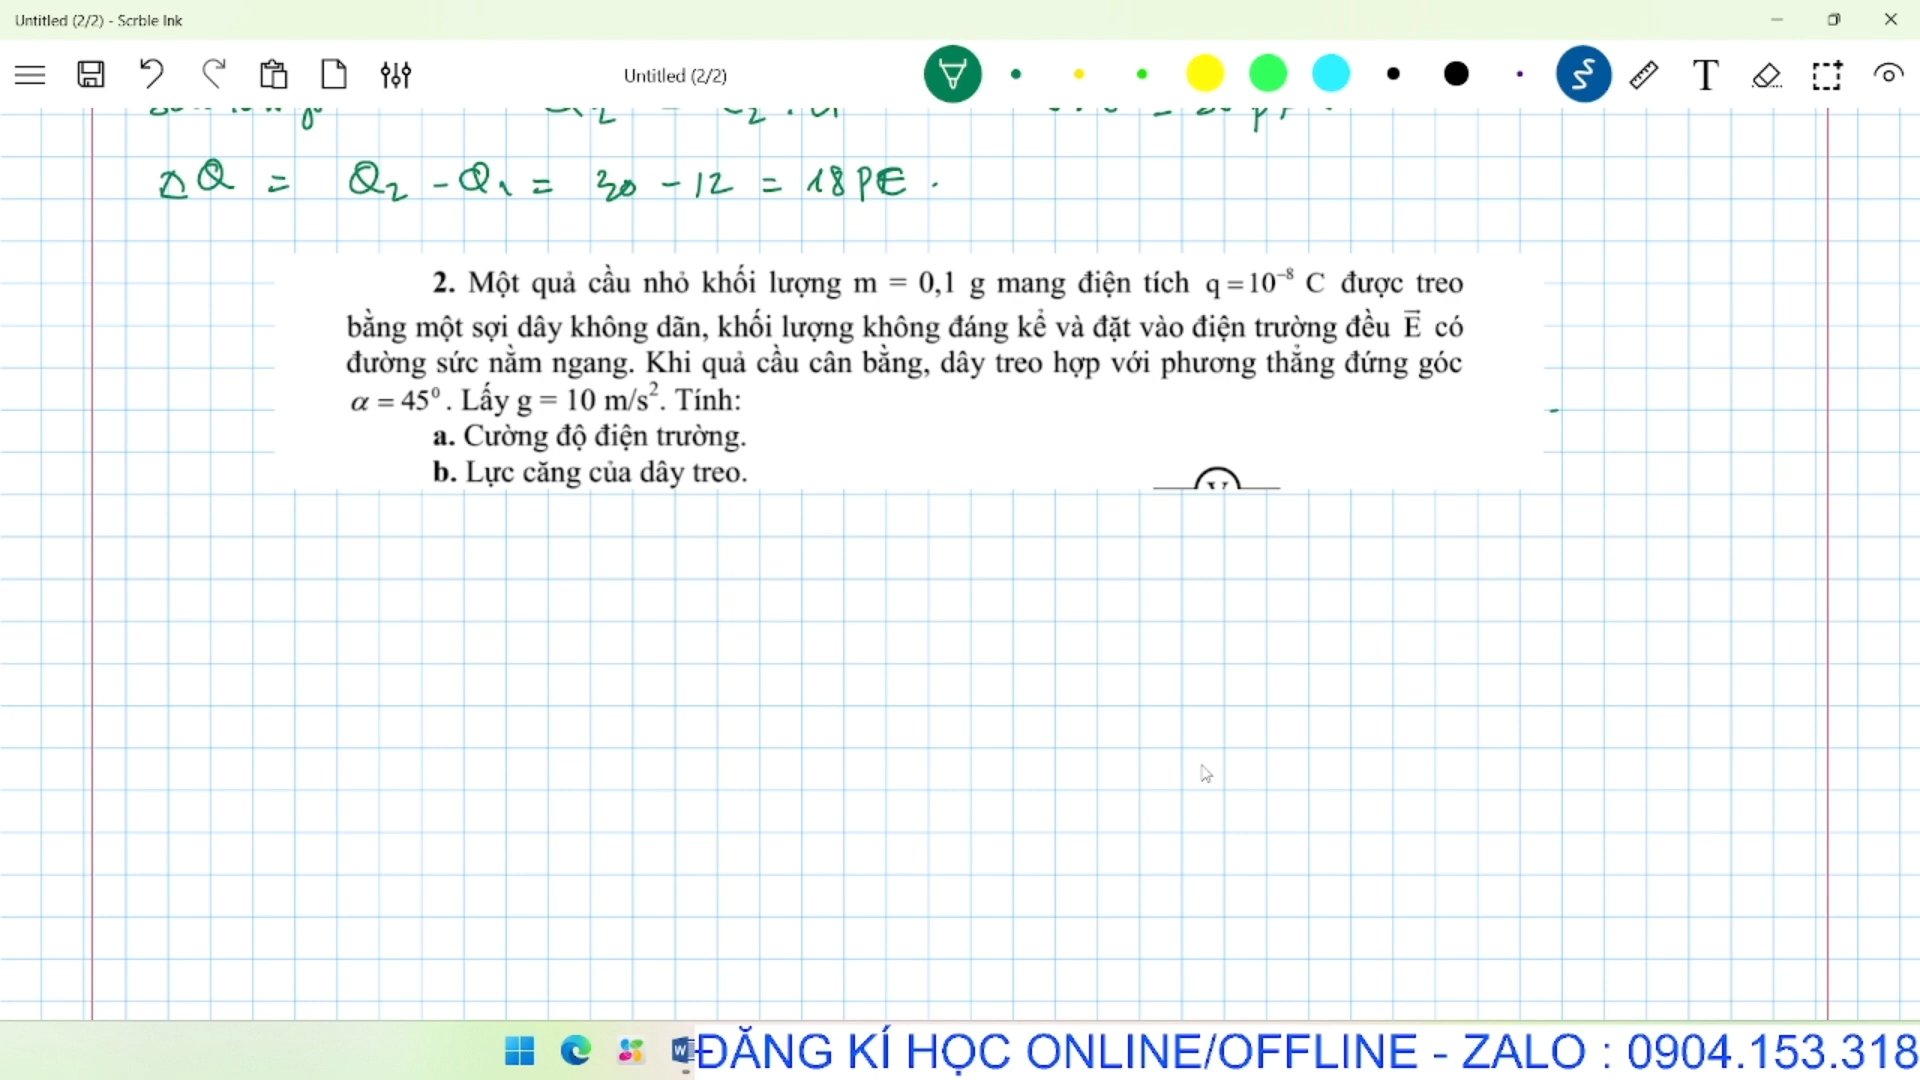 Untitled (2/2) - Scrble Ink
Untitled (2/2)
T
ΔQ = Q₂ - Q₁ = 30 - 12 = 18 PE .
2. Một quả cầu nhỏ khối lượng m = 0,1 g mang điện tích q = 10⁻⁸ C được treo
bằng một sợi dây không dãn, khối lượng không đáng kể và đặt vào điện trường đều E⃗ có
đường sức nằm ngang. Khi quả cầu cân bằng, dây treo hợp với phương thẳng đứng góc
α = 45⁰. Lấy g = 10 m/s². Tính:
a. Cường độ điện trường.
b. Lực căng của dây treo.
ĐĂNG KÍ HỌC ONLINE/OFFLINE - ZALO : 0904.153.318